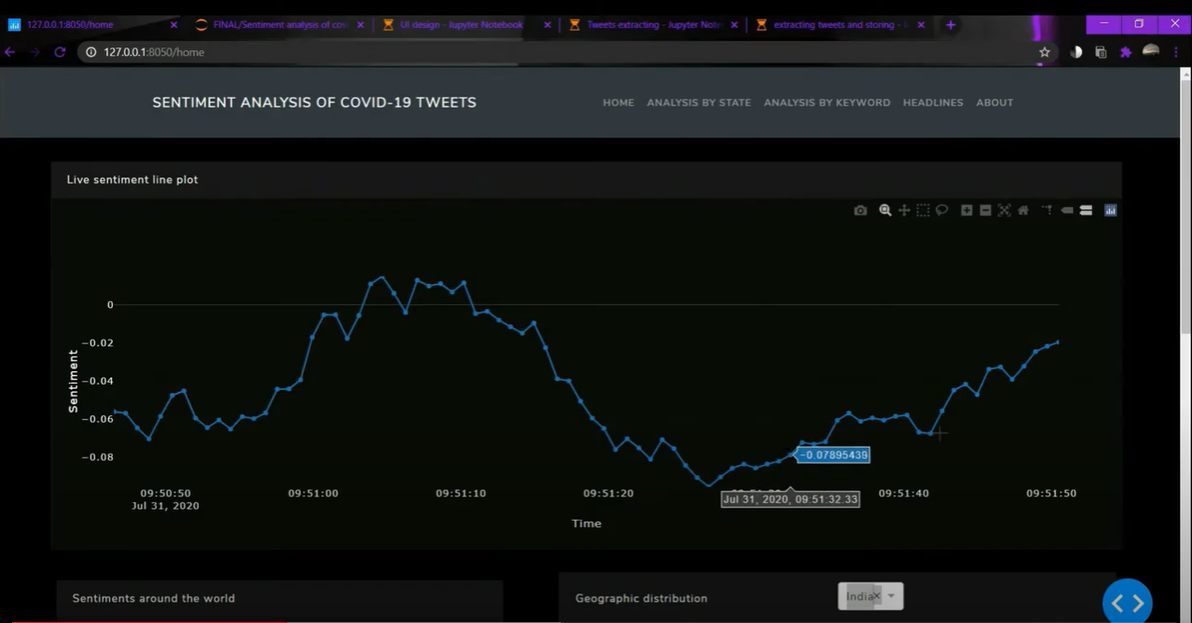 127.0.0.1:8050/home
FINAL/Sentiment analysis of cov
UI design - Jupyter Notebook
Tweets extracting - Jupyter Not
extracting tweets and storing -
127.0.0.1:8050/home
SENTIMENT ANALYSIS OF COVID-19 TWEETS
HOME ANALYSIS BY STATE ANALYSIS BY KEYWORD HEADLINES ABOUT
Live sentiment line plot
0
−0.02
−0.04
−0.06
−0.08
Sentiment
−0.07895439
09:50:50 09:51:00 09:51:10 09:51:20 09:51:40 09:51:50
Jul 31, 2020
Jul 31, 2020, 09:51:32.33
Time
Sentiments around the world
Geographic distribution
India